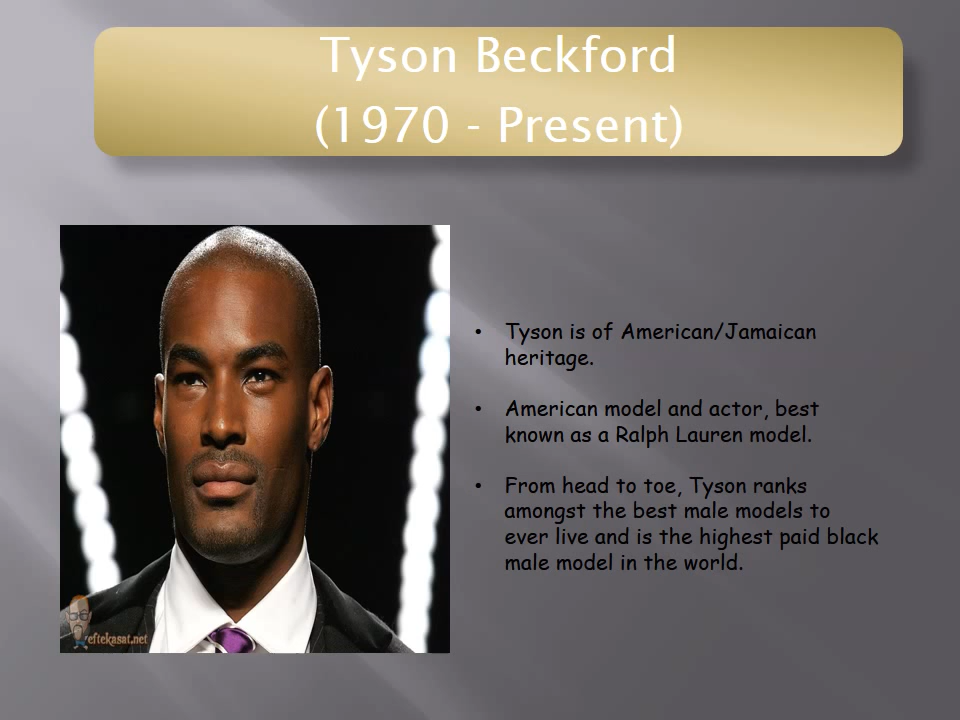 Tyson Beckford
(1970 - Present)
• Tyson is of American/Jamaican
heritage.
• American model and actor, best
known as a Ralph Lauren model.
• From head to toe, Tyson ranks
amongst the best male models to
ever live and is the highest paid black
male model in the world.
eftekasat.net